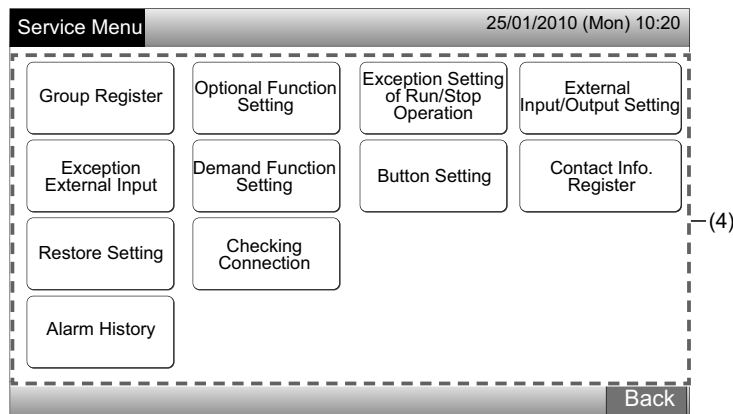 Service Menu
25/01/2010 (Mon) 10:20
Group Register
Optional Function
Setting
Exception Setting
of Run/Stop
Operation
External
Input/Output Setting
Exception
External Input
Demand Function
Setting
Button Setting
Contact Info.
Register
(4)
Restore Setting
Checking
Connection
Alarm History
Back